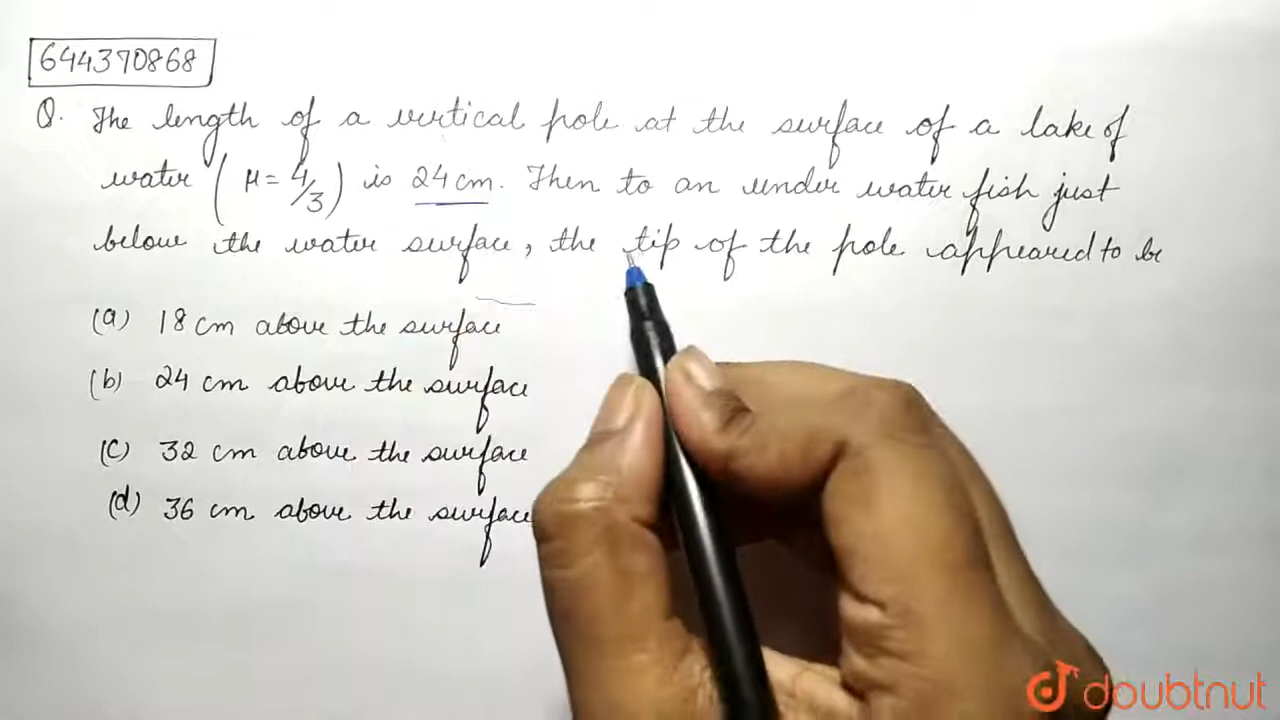 644370868
Q. The length of a vertical pole at the surface of a lake of
water (μ = 4/3) is 24 cm. Then to an under water fish just
below the water surface, the tip of the pole appeared to be
(a) 18 cm above the surface
(b) 24 cm above the surface
(c) 32 cm above the surface
(d) 36 cm above the surface
doubtnut